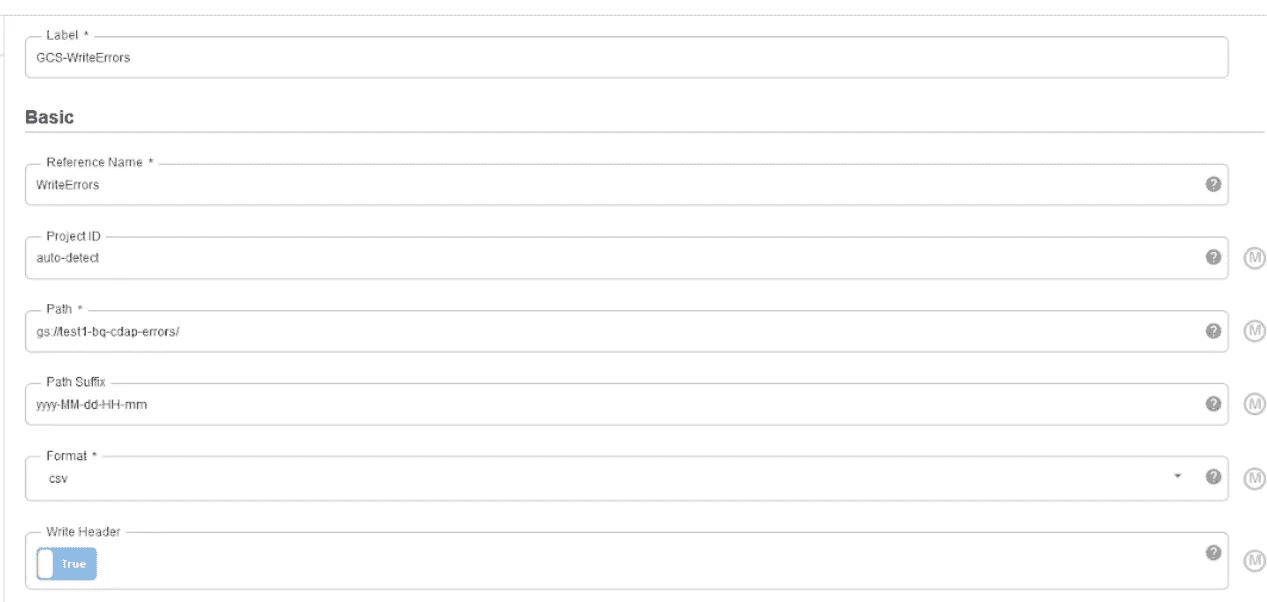 Label *
GCS-WriteErrors
Basic
Reference Name *
WriteErrors
?
Project ID
auto-detect
?
M
Path *
gs://test1-bq-cdap-errors/
?
M
Path Suffix
yyyy-MM-dd-HH-mm
?
M
Format *
csv
?
M
Write Header
True
?
M